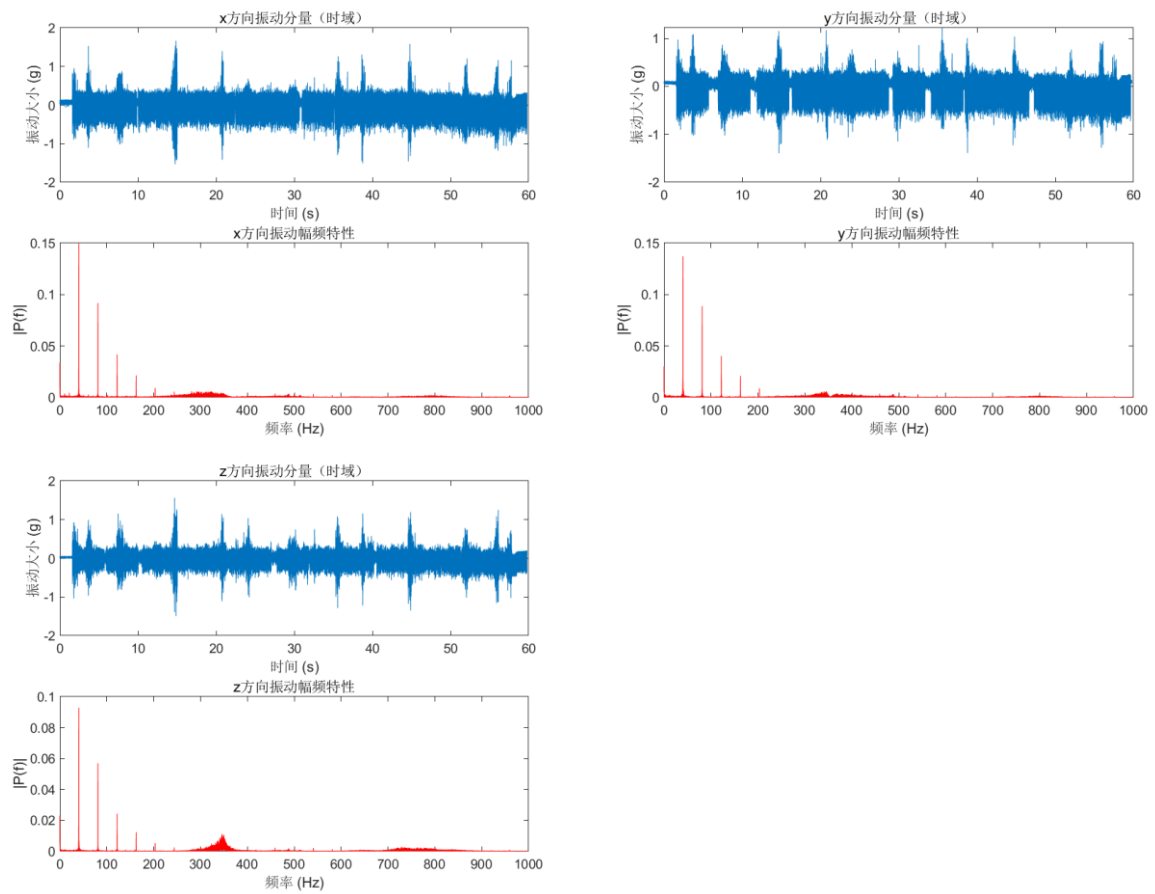 x方向振动分量（时域）
2
1
0
-1
-2
振动大小 (g)
0 10 20 30 40 50 60
时间 (s)
y方向振动分量（时域）
1
0
-1
2
振动大小 (g)
0 10 20 30 40 50 60
时间 (s)
x方向振动幅频特性
0.15
0.1
0.05
0
|P(f)|
0 100 200 300 400 500 600 700 800 900 1000
频率 (Hz)
y方向振动幅频特性
0.15
0.1
0.05
0
|P(f)|
0 100 200 300 400 500 600 700 800 900 1000
频率 (Hz)
z方向振动分量（时域）
2
1
0
-1
-2
振动大小 (g)
0 10 20 30 40 50 60
时间 (s)
z方向振动幅频特性
0.1
0.08
0.06
0.04
0.02
0
|P(f)|
0 100 200 300 400 500 600 700 800 900 1000
频率 (Hz)